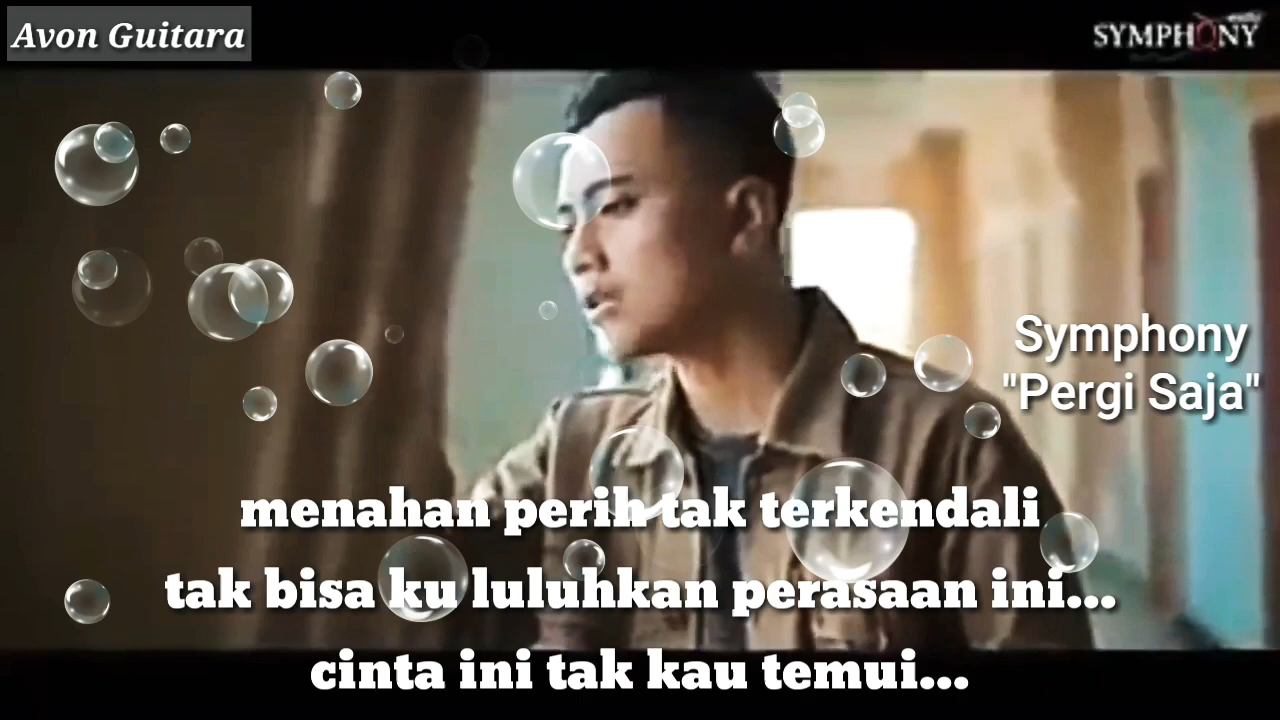 Avon Guitara
SYMPHONY
Symphony
"Pergi Saja"
menahan perih tak terkendali
tak bisa ku luluhkan perasaan ini...
cinta ini tak kau temui...